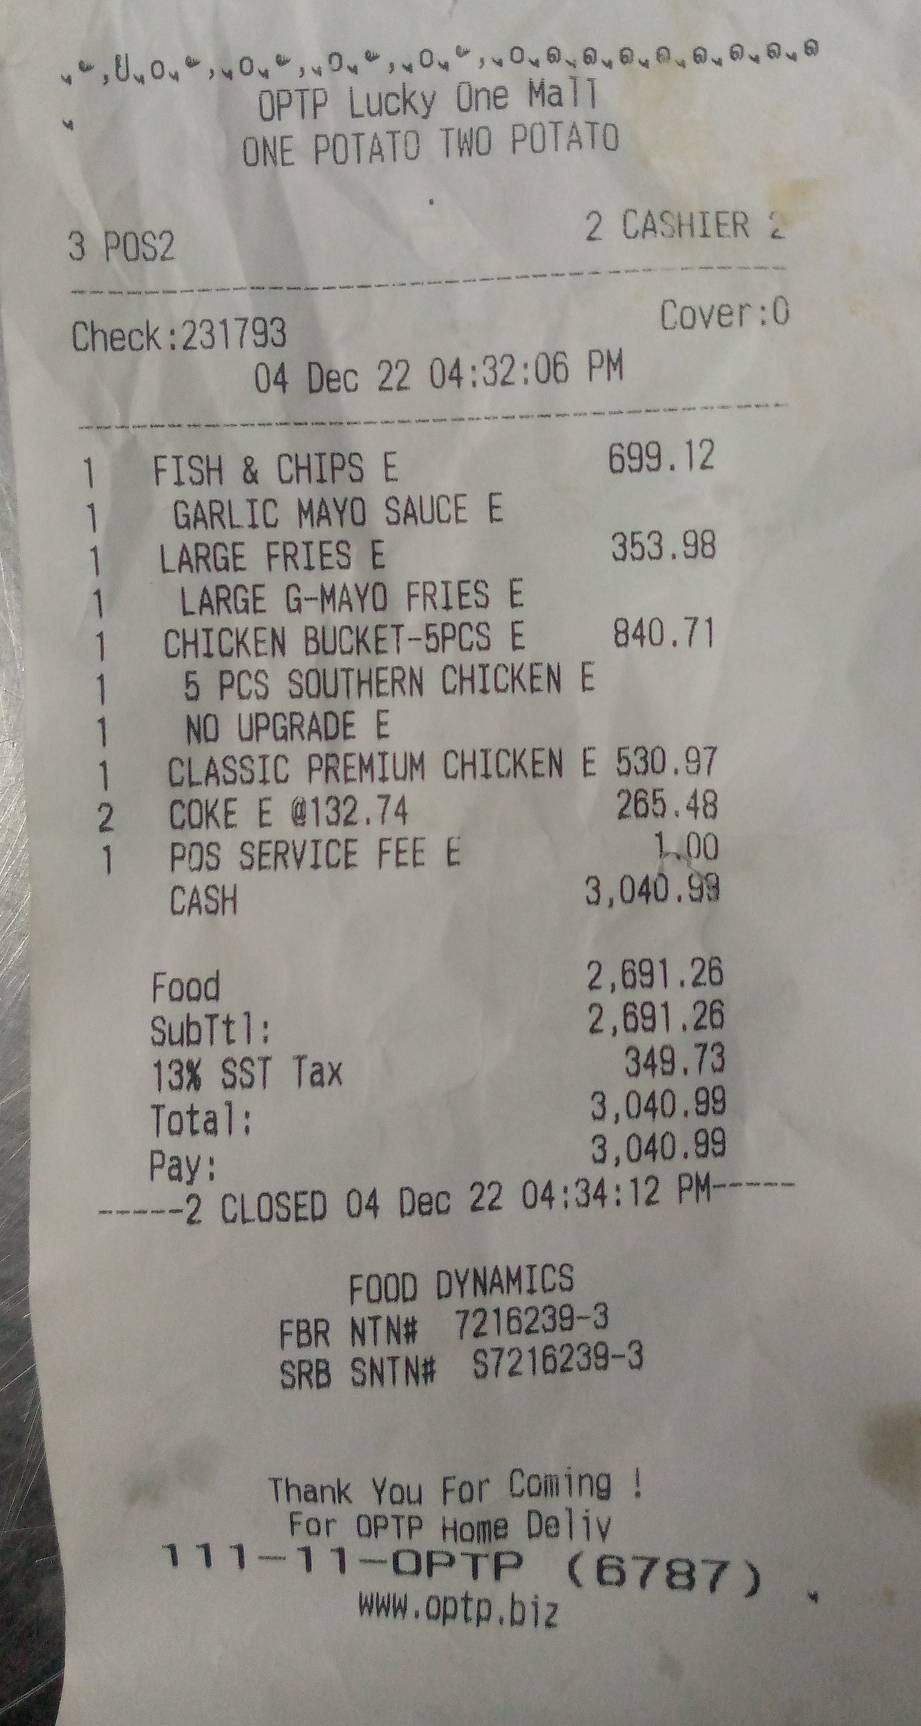 OPTP Lucky One Mall
ONE POTATO TWO POTATO
3 POS2 2 CASHIER 2
Check:231793 Cover:0
04 Dec 22 04:32:06 PM
1 FISH & CHIPS E 699.12
1 GARLIC MAYO SAUCE E
1 LARGE FRIES E 353.98
1 LARGE G-MAYO FRIES E
1 CHICKEN BUCKET-5PCS E 840.71
1 5 PCS SOUTHERN CHICKEN E
1 NO UPGRADE E
1 CLASSIC PREMIUM CHICKEN E 530.97
2 COKE E @132.74 265.48
1 POS SERVICE FEE E 1.00
CASH 3,040.99
Food 2,691.26
SubTtl: 2,691.26
13% SST Tax 349.73
Total: 3,040.99
Pay: 3,040.99
-----2 CLOSED 04 Dec 22 04:34:12 PM-----
FOOD DYNAMICS
FBR NTN# 7216239-3
SRB SNTN# S7216239-3
Thank You For Coming !
For OPTP Home Deliv
111-11-OPTP (6787)
www.optp.biz